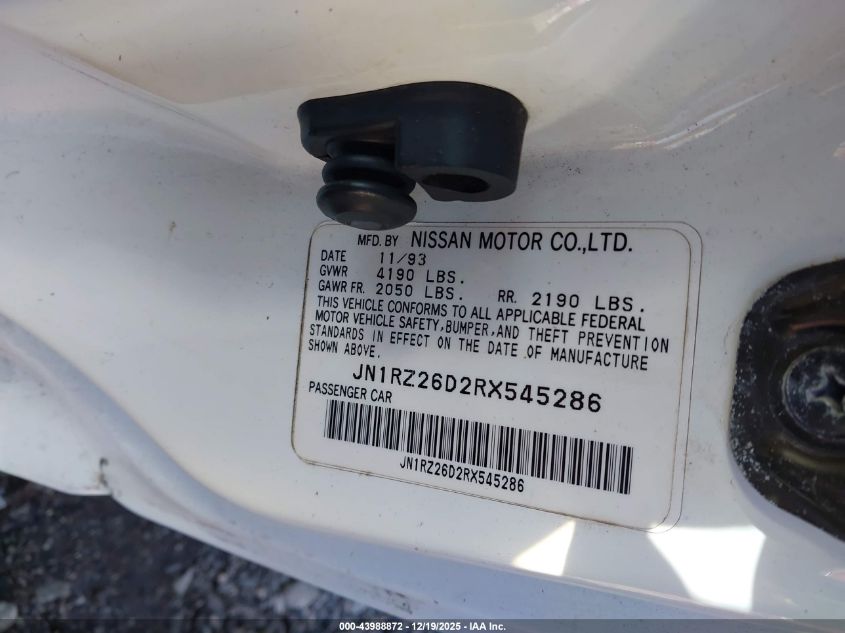 MFD. BY NISSAN MOTOR CO.,LTD.
DATE 11/93
GVWR 4190 LBS.
GAWR FR. 2050 LBS. RR. 2190 LBS.
THIS VEHICLE CONFORMS TO ALL APPLICABLE FEDERAL
MOTOR VEHICLE SAFETY, BUMPER, AND THEFT PREVENTION
STANDARDS IN EFFECT ON THE DATE OF MANUFACTURE
SHOWN ABOVE.
JN1RZ26D2RX545286
PASSENGER CAR
JN1RZ26D2RX545286
000-43988872 - 12/19/2025 - IAA Inc.